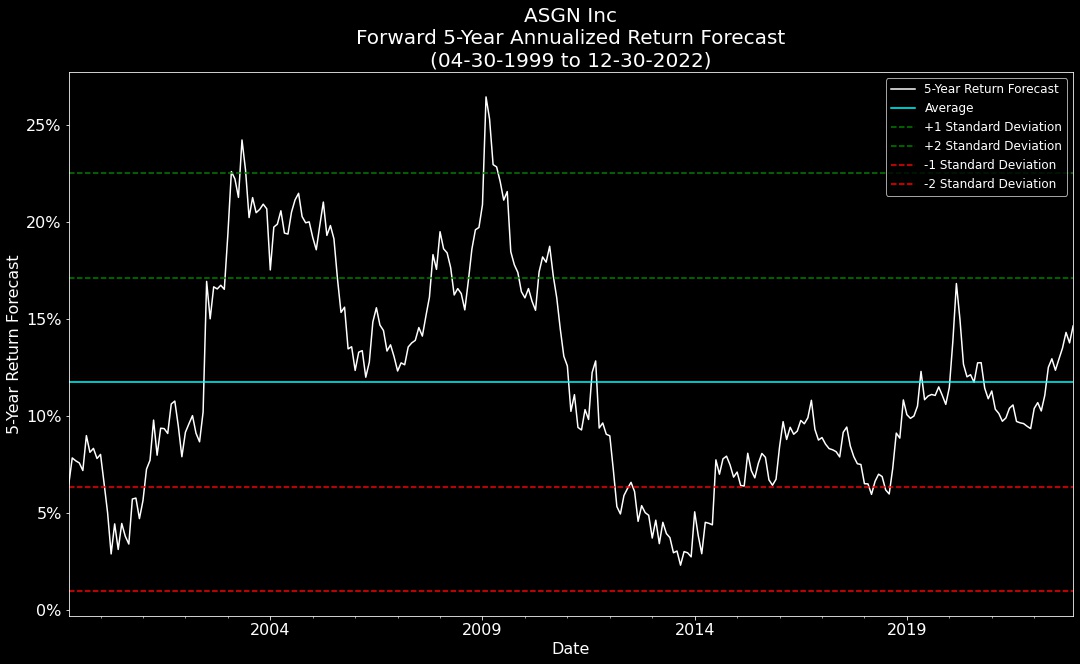 ASGN Inc
Forward 5-Year Annualized Return Forecast
(04-30-1999 to 12-30-2022)
5-Year Return Forecast
Average
+1 Standard Deviation
+2 Standard Deviation
-1 Standard Deviation
-2 Standard Deviation
25%
20%
15%
10%
5%
0%
5-Year Return Forecast
2004
2009
2014
2019
Date